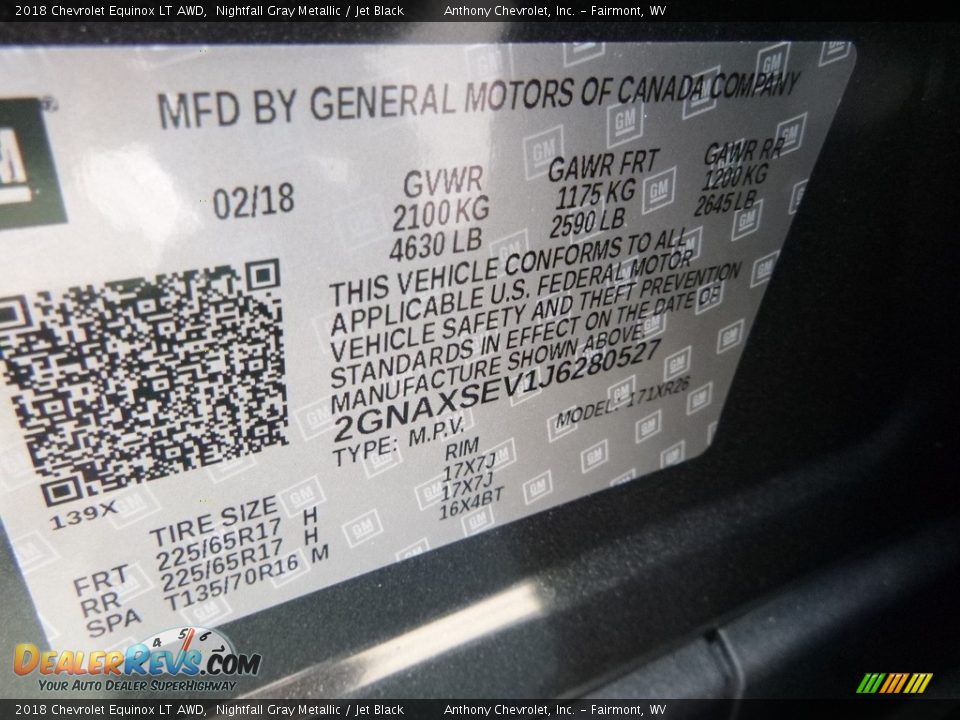 2018 Chevrolet Equinox LT AWD, Nightfall Gray Metallic / Jet Black Anthony Chevrolet, Inc. - Fairmont, WV
MFD BY GENERAL MOTORS OF CANADA COMPANY
02/18
GVWR
2100 KG
4630 LB
GAWR FRT
1175 KG
2590 LB
GAWR RR
1200 KG
2645 LB
THIS VEHICLE CONFORMS TO ALL
APPLICABLE U.S. FEDERAL MOTOR
VEHICLE SAFETY AND THEFT PREVENTION
STANDARDS IN EFFECT ON THE DATE OF
MANUFACTURE SHOWN ABOVE.
2GNAXSEV1J6280527
TYPE: M.P.V. MODEL: 171XR26
139X
TIRE SIZE RIM
FRT 225/65R17 H 17X7J
RR 225/65R17 H 17X7J
SPA T135/70R16 M 16X4BT
DealerRevs.com
Your Auto Dealer SuperHighway
2018 Chevrolet Equinox LT AWD, Nightfall Gray Metallic / Jet Black Anthony Chevrolet, Inc. - Fairmont, WV